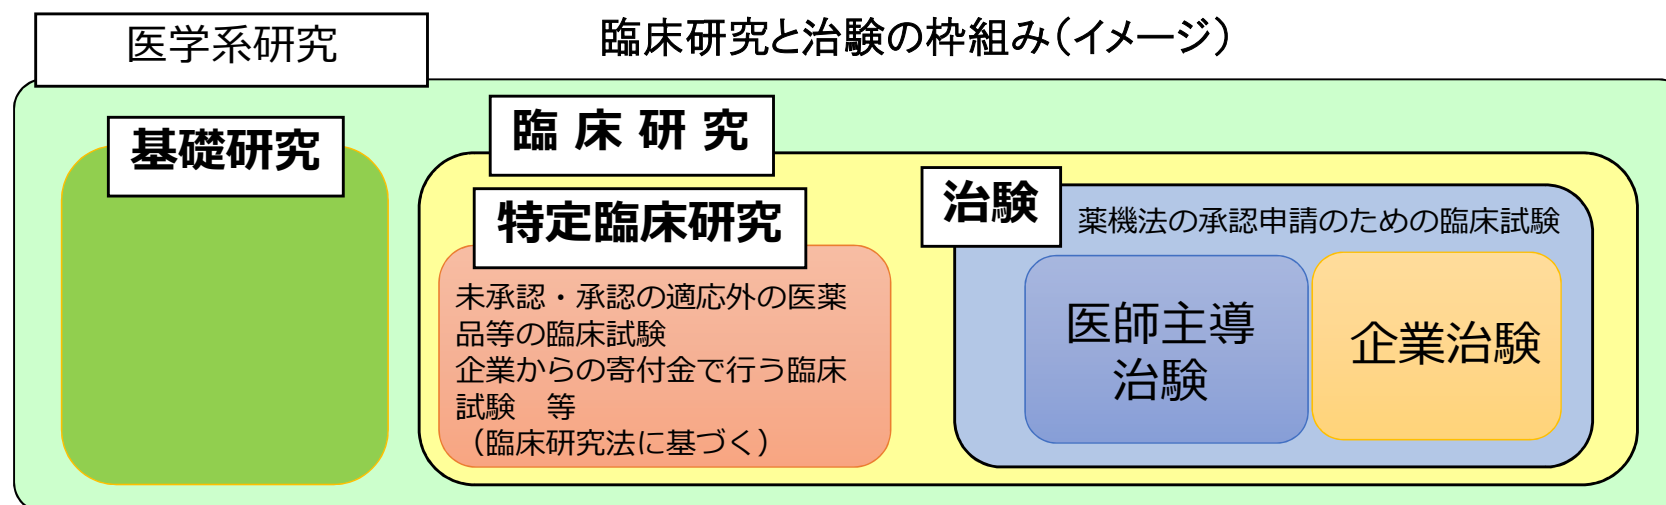 医学系研究
臨床研究と治験の枠組み(イメージ)
基礎研究
臨 床 研 究
特定臨床研究
未承認・承認の適応外の医薬
品等の臨床試験
企業からの寄付金で行う臨床
試験　等
(臨床研究法に基づく)
治験
薬機法の承認申請のための臨床試験
医師主導
治験
企業治験